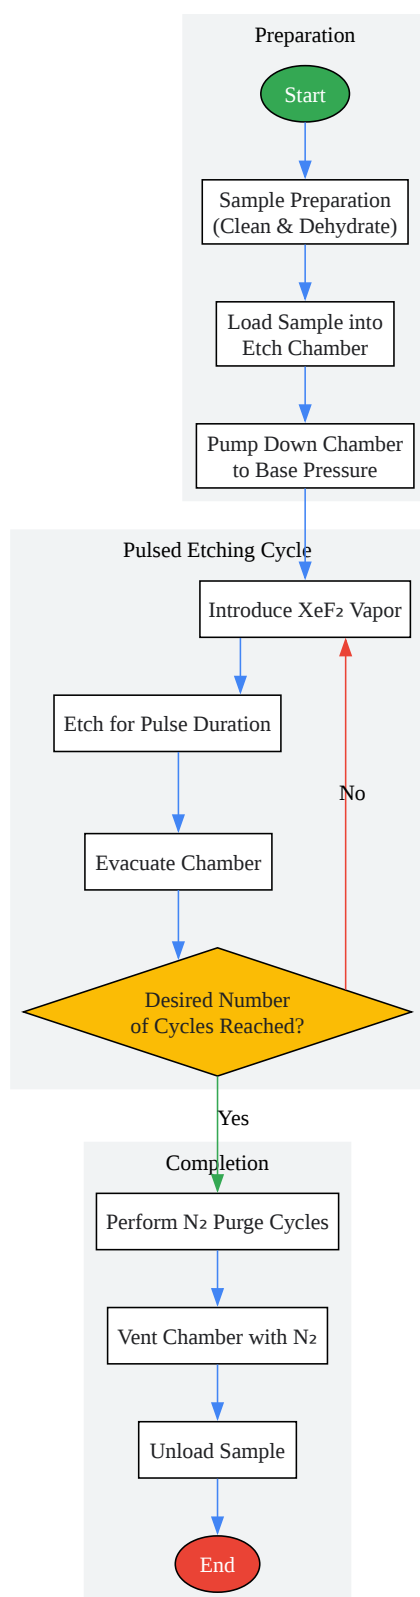 Preparation
Start
Sample Preparation
(Clean & Dehydrate)
Load Sample into
Etch Chamber
Pump Down Chamber
to Base Pressure
Pulsed Etching Cycle
Introduce XeF₂ Vapor
Etch for Pulse Duration
No
Evacuate Chamber
Desired Number
of Cycles Reached?
Yes
Completion
Perform N₂ Purge Cycles
Vent Chamber with N₂
Unload Sample
End